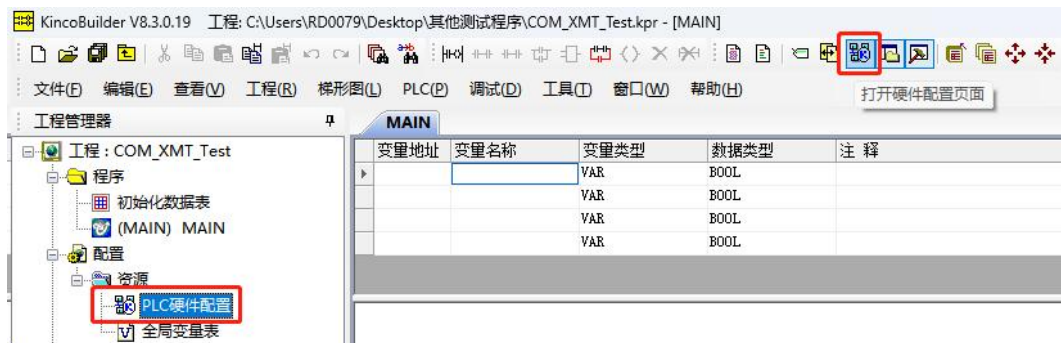 KincoBuilder V8.3.0.19 工程: C:\Users\RD0079\Desktop\其他测试程序\COM_XMT_Test.kpr - [MAIN]
文件(F) 编辑(E) 查看(V) 工程(R) 梯形图(L) PLC(P) 调试(D) 工具(T) 窗口(W) 帮助(H)
打开硬件配置页面
工程管理器
MAIN
工程 : COM_XMT_Test
变量地址 变量名称 变量类型 数据类型 注 释
程序
VAR BOOL
初始化数据表
VAR BOOL
(MAIN) MAIN
VAR BOOL
配置
VAR BOOL
资源
PLC硬件配置
全局变量表